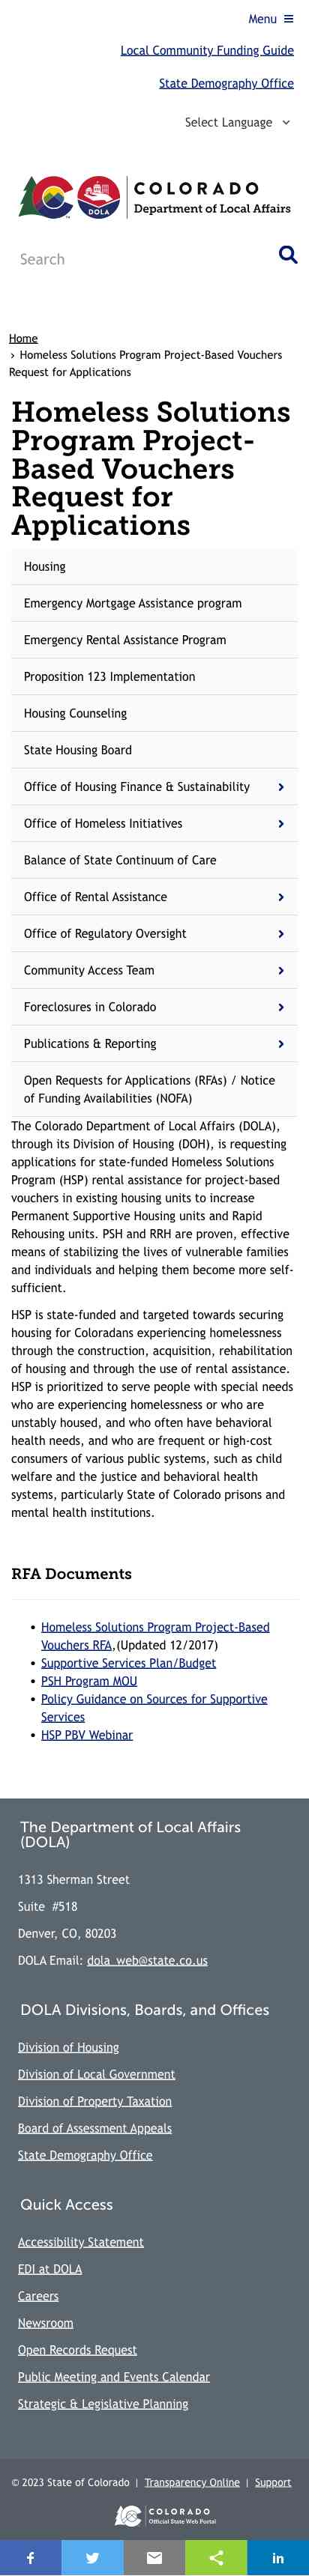 Menu
Local Community Funding Guide
State Demography Office
Select Language
DOLA
COLORADO
Department of Local Affairs
Search
Home
› Homeless Solutions Program Project-Based Vouchers
Request for Applications
Homeless Solutions
Program Project-
Based Vouchers
Request for
Applications
Housing
Emergency Mortgage Assistance program
Emergency Rental Assistance Program
Proposition 123 Implementation
Housing Counseling
State Housing Board
Office of Housing Finance & Sustainability
Office of Homeless Initiatives
Balance of State Continuum of Care
Office of Rental Assistance
Office of Regulatory Oversight
Community Access Team
Foreclosures in Colorado
Publications & Reporting
Open Requests for Applications (RFAs) / Notice
of Funding Availabilities (NOFA)
The Colorado Department of Local Affairs (DOLA),
through its Division of Housing (DOH), is requesting
applications for state-funded Homeless Solutions
Program (HSP) rental assistance for project-based
vouchers in existing housing units to increase
Permanent Supportive Housing units and Rapid
Rehousing units. PSH and RRH are proven, effective
means of stabilizing the lives of vulnerable families
and individuals and helping them become more self-
sufficient.
HSP is state-funded and targeted towards securing
housing for Coloradans experiencing homelessness
through the construction, acquisition, rehabilitation
of housing and through the use of rental assistance.
HSP is prioritized to serve people with special needs
who are experiencing homelessness or who are
unstably housed, and who often have behavioral
health needs, and who are frequent or high-cost
consumers of various public systems, such as child
welfare and the justice and behavioral health
systems, particularly State of Colorado prisons and
mental health institutions.
RFA Documents
• Homeless Solutions Program Project-Based
Vouchers RFA,(Updated 12/2017)
• Supportive Services Plan/Budget
• PSH Program MOU
• Policy Guidance on Sources for Supportive
Services
• HSP PBV Webinar
The Department of Local Affairs
(DOLA)
1313 Sherman Street
Suite #518
Denver, CO, 80203
DOLA Email: dola_web@state.co.us
DOLA Divisions, Boards, and Offices
Division of Housing
Division of Local Government
Division of Property Taxation
Board of Assessment Appeals
State Demography Office
Quick Access
Accessibility Statement
EDI at DOLA
Careers
Newsroom
Open Records Request
Public Meeting and Events Calendar
Strategic & Legislative Planning
© 2023 State of Colorado | Transparency Online | Support
COLORADO
Official State Web Portal